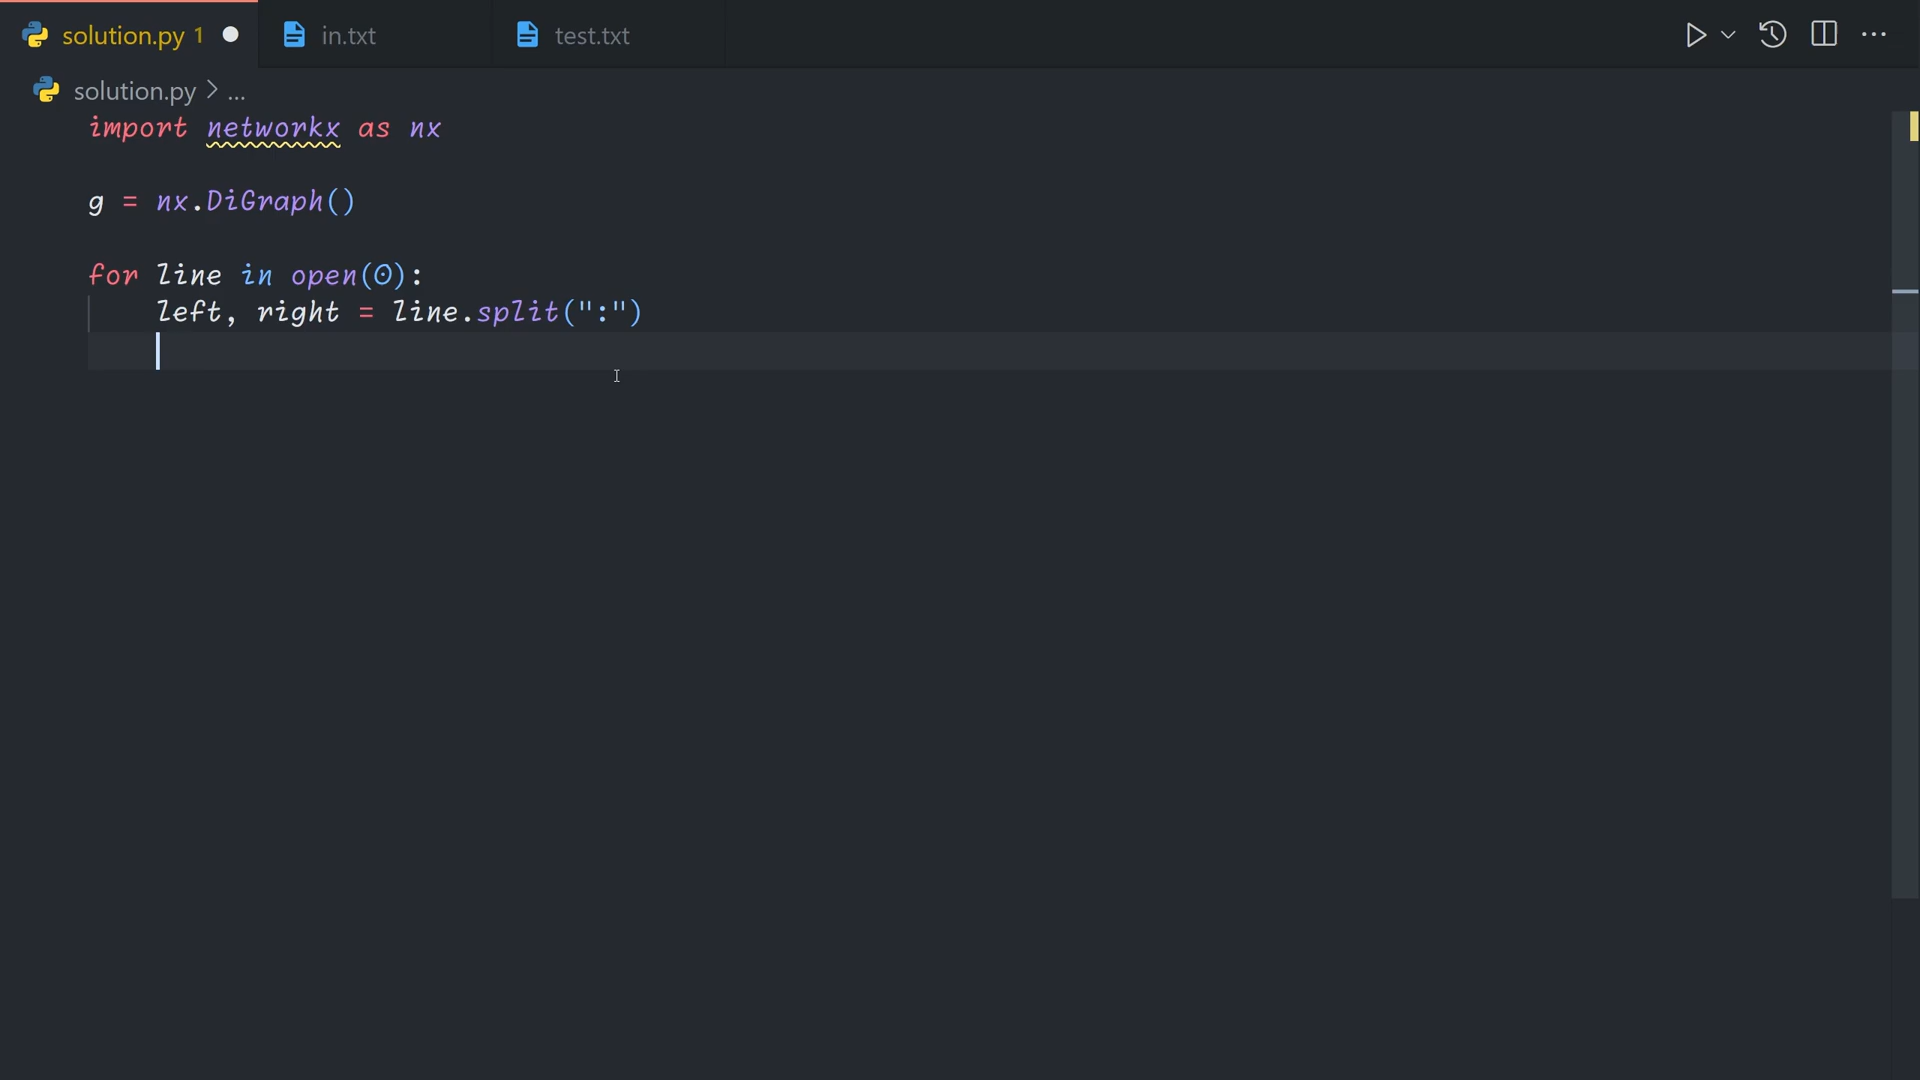 solution.py 1
in.txt
test.txt
solution.py > ...
import networkx as nx
g = nx.DiGraph()
for line in open(0):
    left, right = line.split(":")